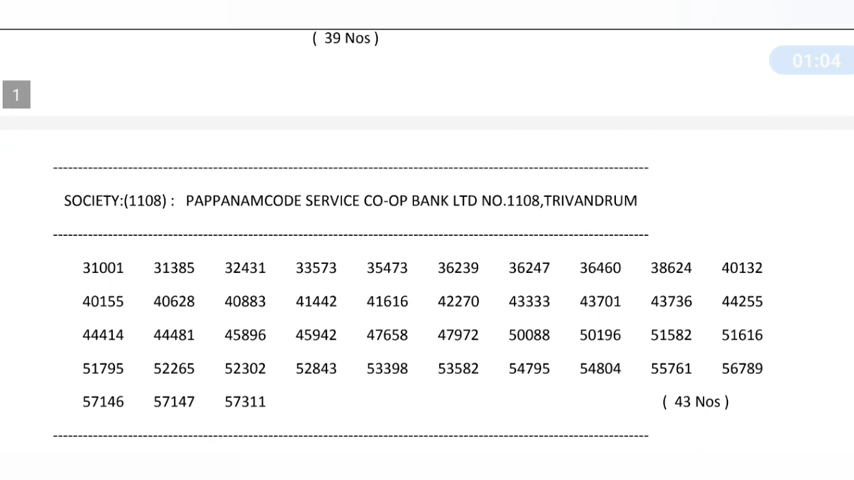 ( 39 Nos )
01:04
1
--------------------------------------------------------------------------------------------------------------------
SOCIETY:(1108) : PAPPANAMCODE SERVICE CO-OP BANK LTD NO.1108,TRIVANDRUM
--------------------------------------------------------------------------------------------------------------------
31001 31385 32431 33573 35473 36239 36247 36460 38624 40132
40155 40628 40883 41442 41616 42270 43333 43701 43736 44255
44414 44481 45896 45942 47658 47972 50088 50196 51582 51616
51795 52265 52302 52843 53398 53582 54795 54804 55761 56789
57146 57147 57311 ( 43 Nos )
--------------------------------------------------------------------------------------------------------------------